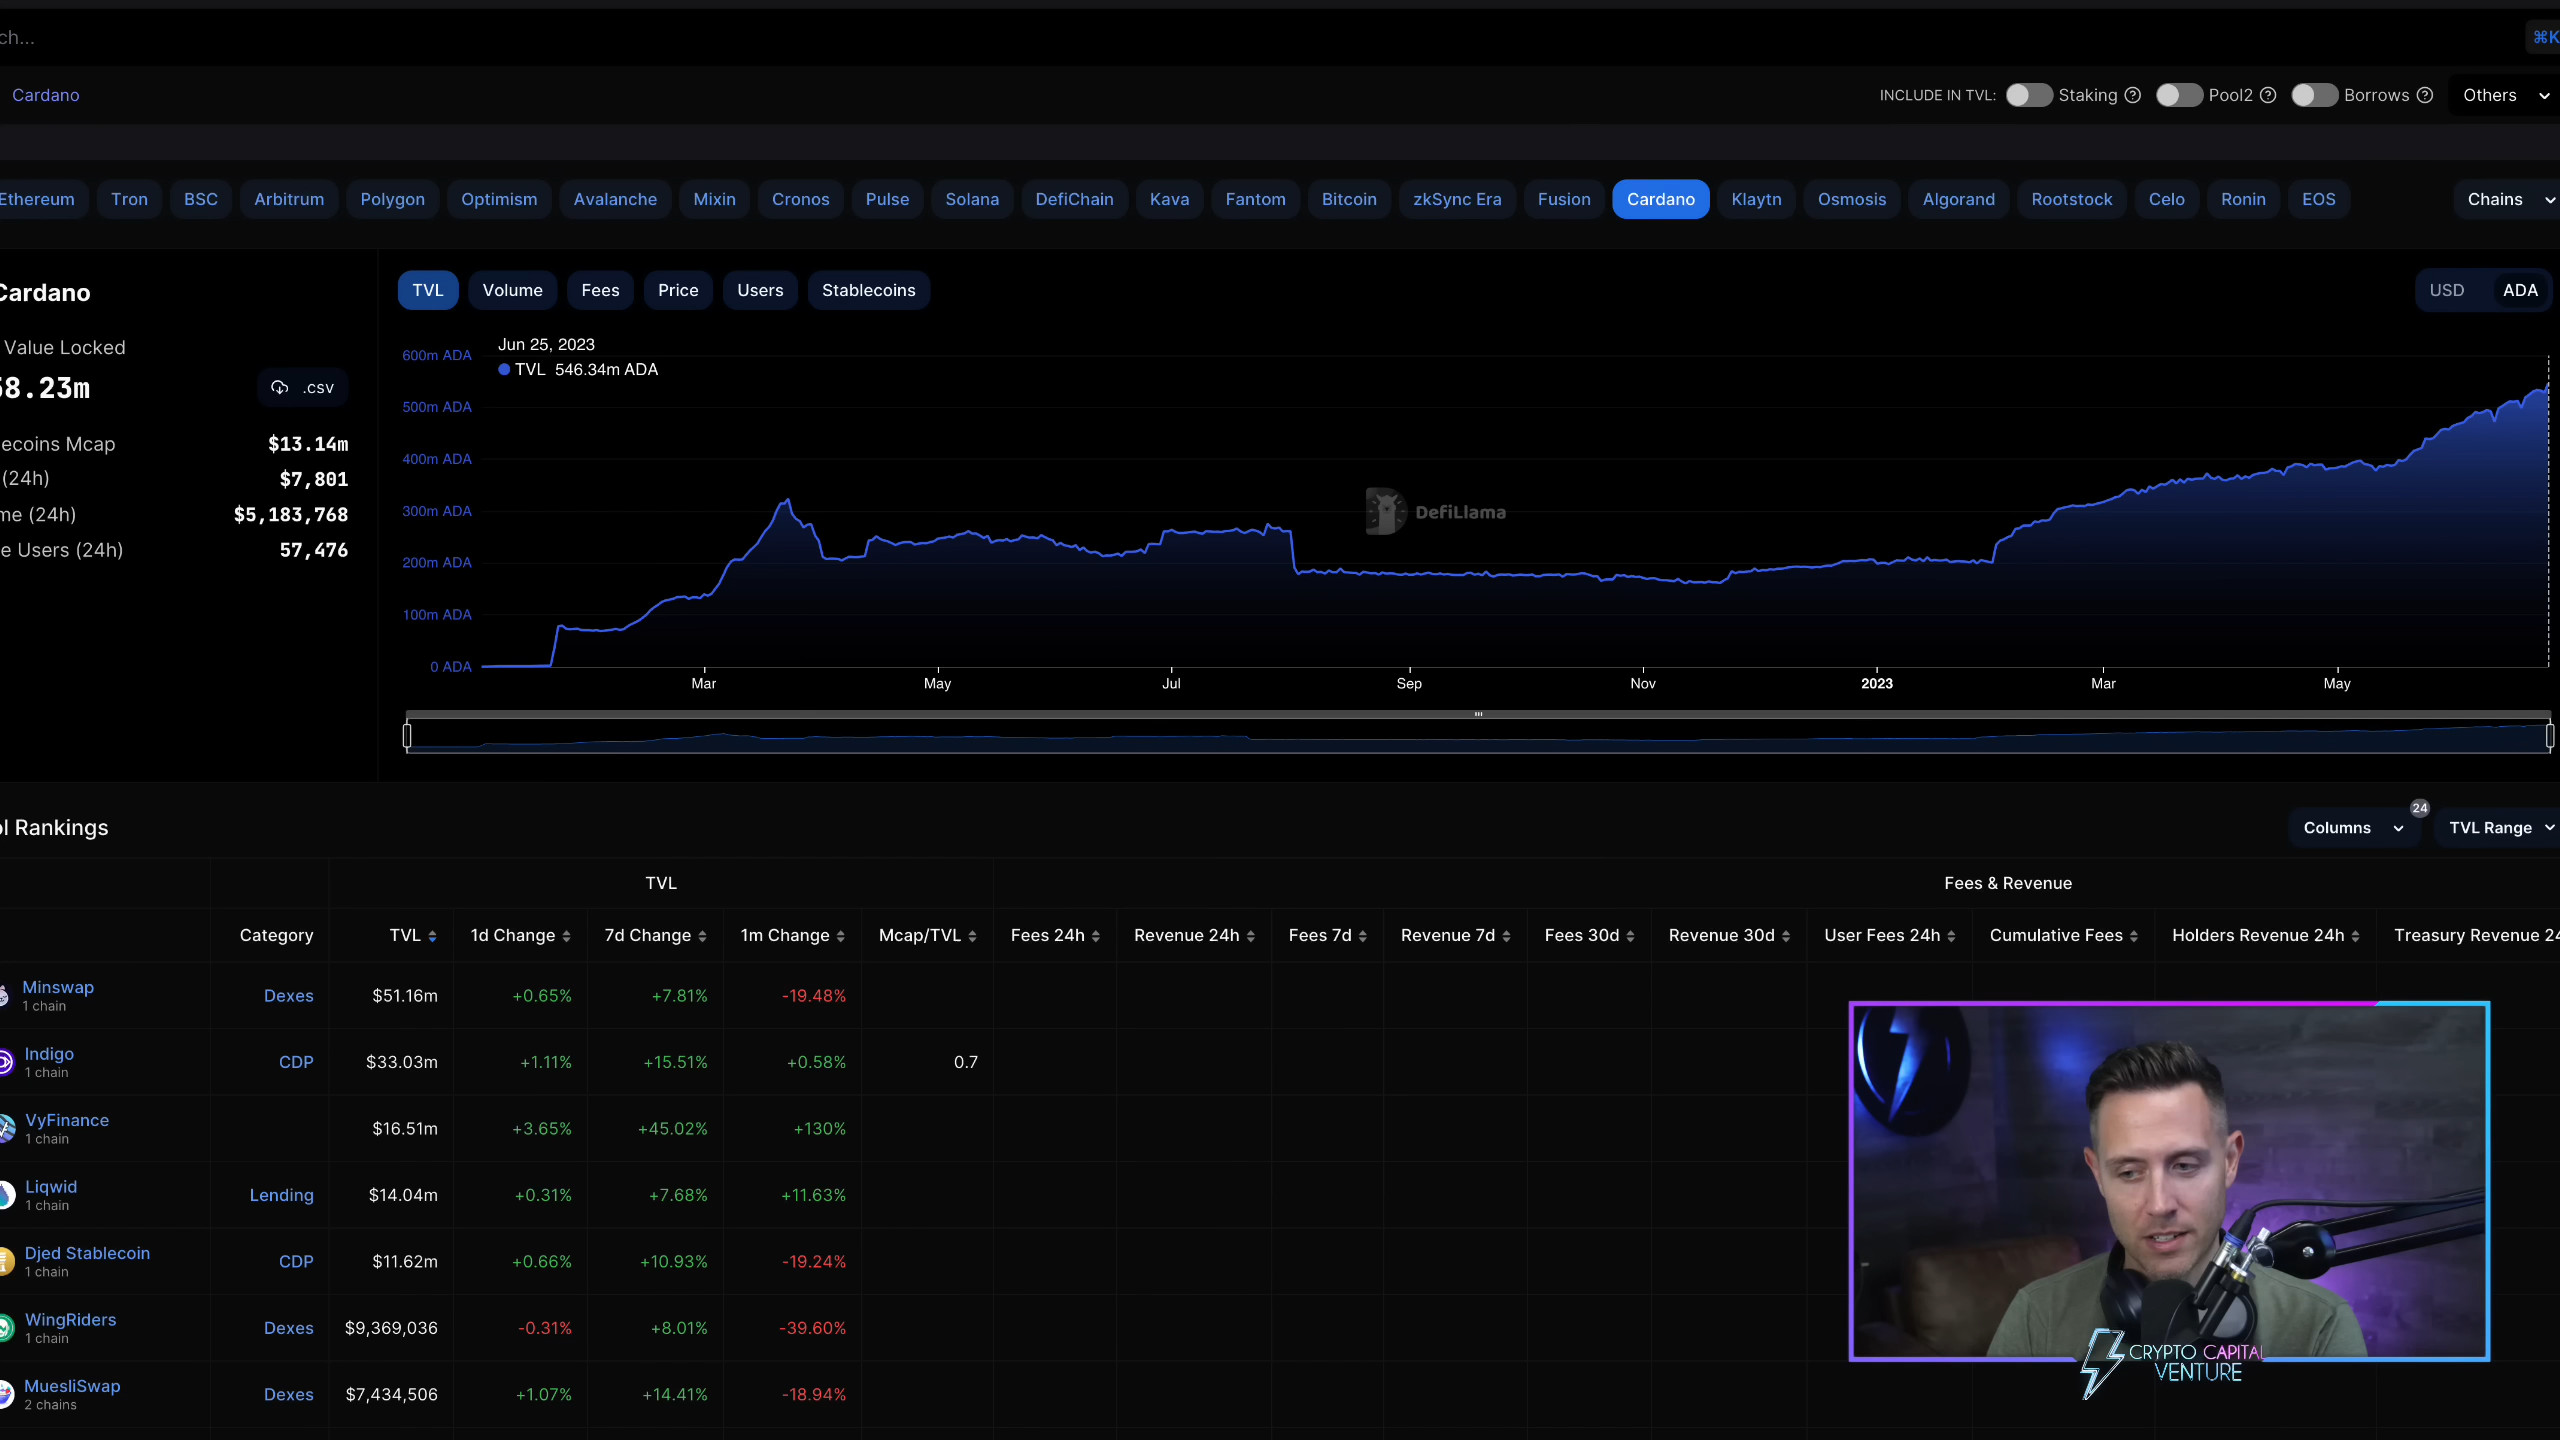 ch...
⌘K
Cardano
INCLUDE IN TVL: Staking Pool2 Borrows Others
Ethereum Tron BSC Arbitrum Polygon Optimism Avalanche Mixin Cronos Pulse Solana DefiChain Kava Fantom Bitcoin zkSync Era Fusion Cardano Klaytn Osmosis Algorand Rootstock Celo Ronin EOS Chains
Cardano
Value Locked
58.23m .csv
ecoins Mcap $13.14m
(24h) $7,801
me (24h) $5,183,768
e Users (24h) 57,476
TVL Volume Fees Price Users Stablecoins USD ADA
Jun 25, 2023
TVL 546.34m ADA
600m ADA
500m ADA
400m ADA
300m ADA
200m ADA
100m ADA
0 ADA
DefiLlama
Mar May Jul Sep Nov 2023 Mar May
ol Rankings
Columns 24 TVL Range
TVL Fees & Revenue
Category TVL 1d Change 7d Change 1m Change Mcap/TVL Fees 24h Revenue 24h Fees 7d Revenue 7d Fees 30d Revenue 30d User Fees 24h Cumulative Fees Holders Revenue 24h Treasury Revenue 24
Minswap Dexes $51.16m +0.65% +7.81% -19.48%
1 chain
Indigo CDP $33.03m +1.11% +15.51% +0.58% 0.7
1 chain
VyFinance $16.51m +3.65% +45.02% +130%
1 chain
Liqwid Lending $14.04m +0.31% +7.68% +11.63%
1 chain
Djed Stablecoin CDP $11.62m +0.66% +10.93% -19.24%
1 chain
WingRiders Dexes $9,369,036 -0.31% +8.01% -39.60%
1 chain
MuesliSwap Dexes $7,434,506 +1.07% +14.41% -18.94%
2 chains
CRYPTO CAPITAL
VENTURE